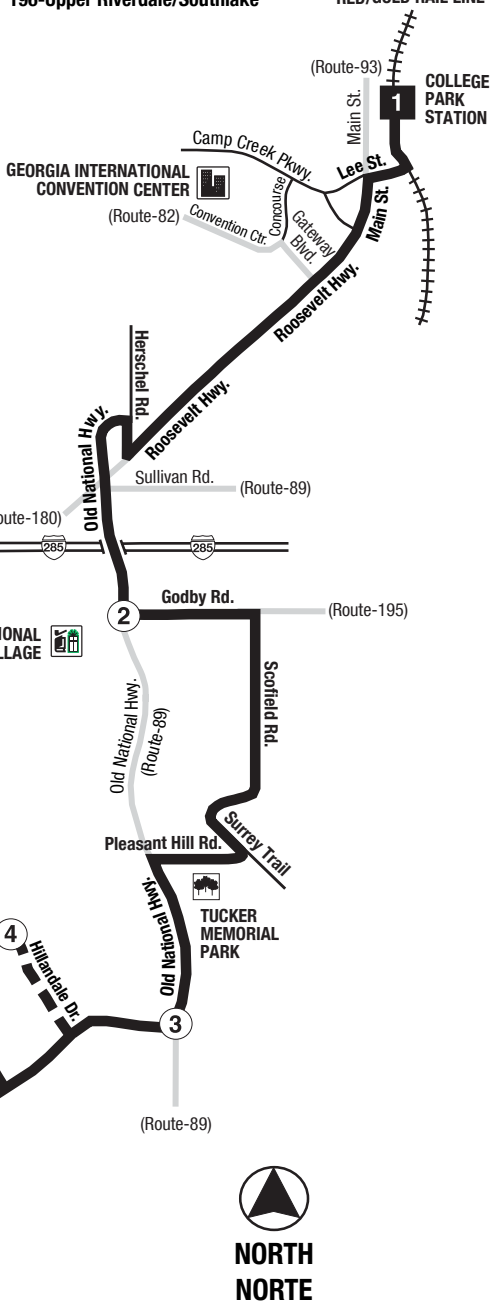 196-Upper Riverdale/Southlake
RED/GOLD RAIL LINE
(Route-93)
Main St.
1
COLLEGE
PARK
STATION
Camp Creek Pkwy.
Lee St.
GEORGIA INTERNATIONAL
CONVENTION CENTER
Concourse
Main St.
(Route-82)
Convention Ctr.
Gateway
Blvd.
Roosevelt Hwy.
Herschel Rd.
Roosevelt Hwy.
Old National Hwy.
Sullivan Rd.
(Route-89)
oute-180)
285
285
2
Godby Rd.
(Route-195)
IONAL
LLAGE
Scofield Rd.
Old National Hwy.
(Route-89)
Surrey Trail
Pleasant Hill Rd.
Old National Hwy.
TUCKER
MEMORIAL
PARK
4
Hillandale Dr.
3
(Route-89)
NORTH
NORTE